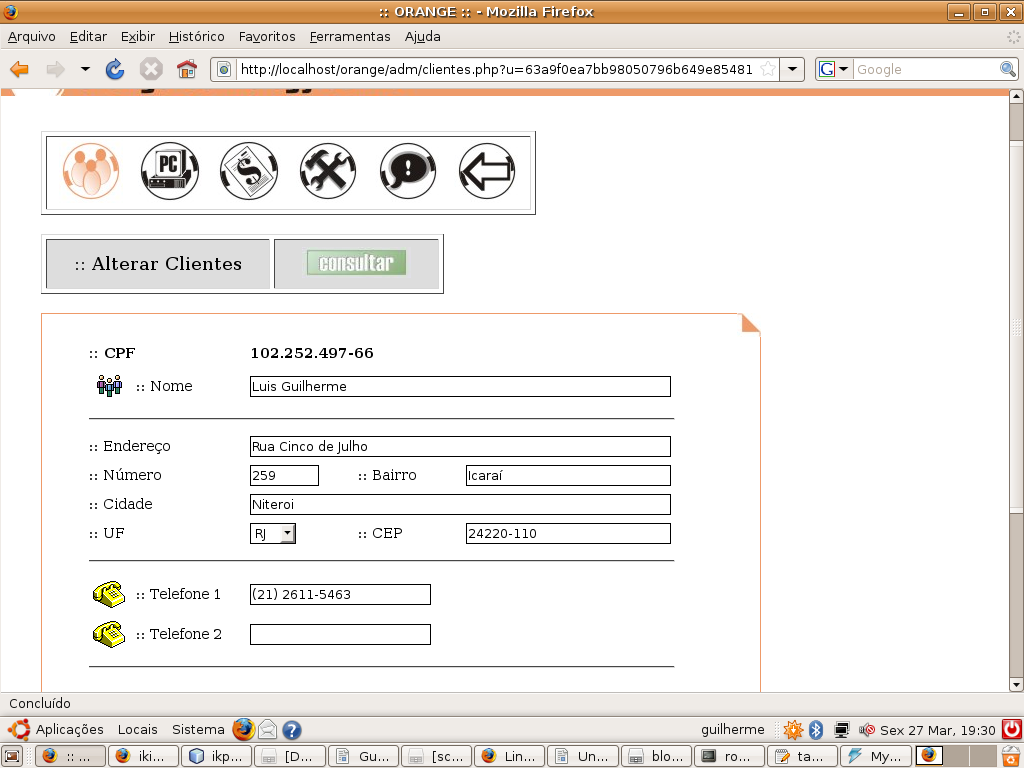 :: ORANGE :: - Mozilla Firefox
Arquivo Editar Exibir Histórico Favoritos Ferramentas Ajuda
http://localhost/orange/adm/clientes.php?u=63a9f0ea7bb98050796b649e85481 G Google
PC $ !
:: Alterar Clientes consultar
:: CPF 102.252.497-66
:: Nome Luis Guilherme
:: Endereço Rua Cinco de Julho
:: Número 259 :: Bairro Icaraí
:: Cidade Niteroi
:: UF RJ :: CEP 24220-110
:: Telefone 1 (21) 2611-5463
:: Telefone 2
Concluído
Aplicações Locais Sistema ? guilherme Sex 27 Mar, 19:30
:: ... iki... ikp... [D... Gu... [sc... Lin... Un... blo... ro... ta... My...